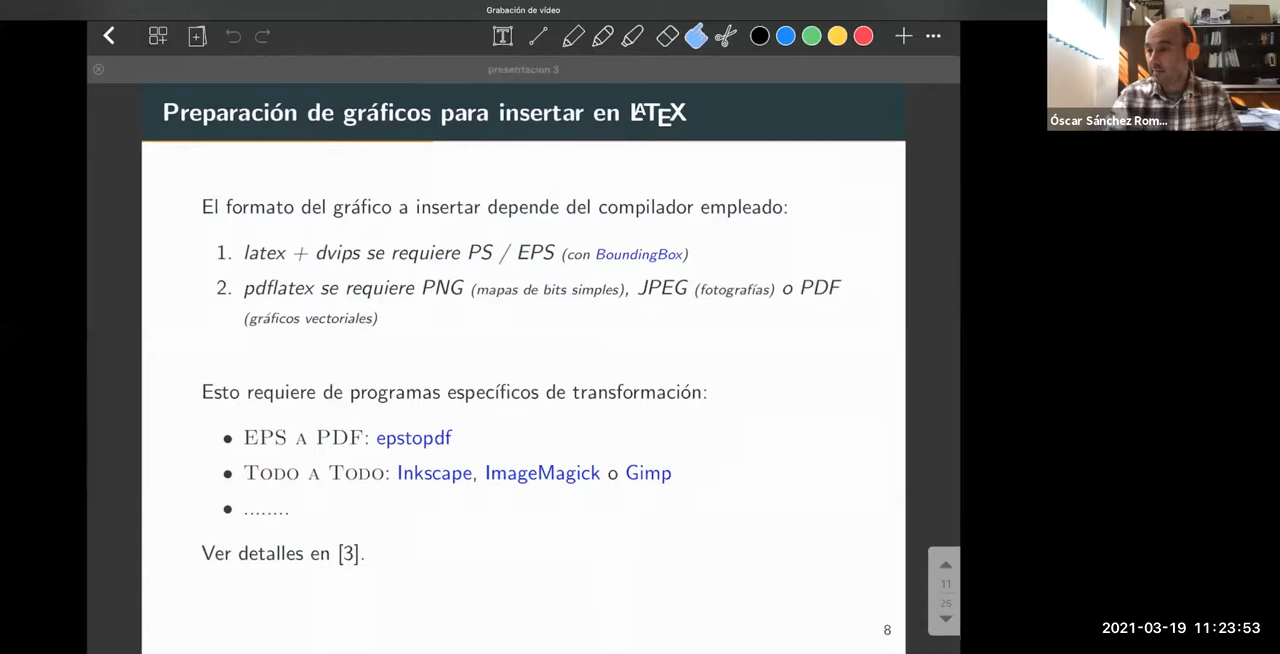 Grabación de vídeo
presentacion 3
Preparación de gráficos para insertar en LATEX
Óscar Sánchez Rom...
El formato del gráfico a insertar depende del compilador empleado:
1. latex + dvips se requiere PS / EPS (con BoundingBox)
2. pdflatex se requiere PNG (mapas de bits simples), JPEG (fotografías) o PDF
(gráficos vectoriales)
Esto requiere de programas específicos de transformación:
• EPS A PDF: epstopdf
• TODO A TODO: Inkscape, ImageMagick o Gimp
• ........
Ver detalles en [3].
11
26
8
2021-03-19 11:23:53